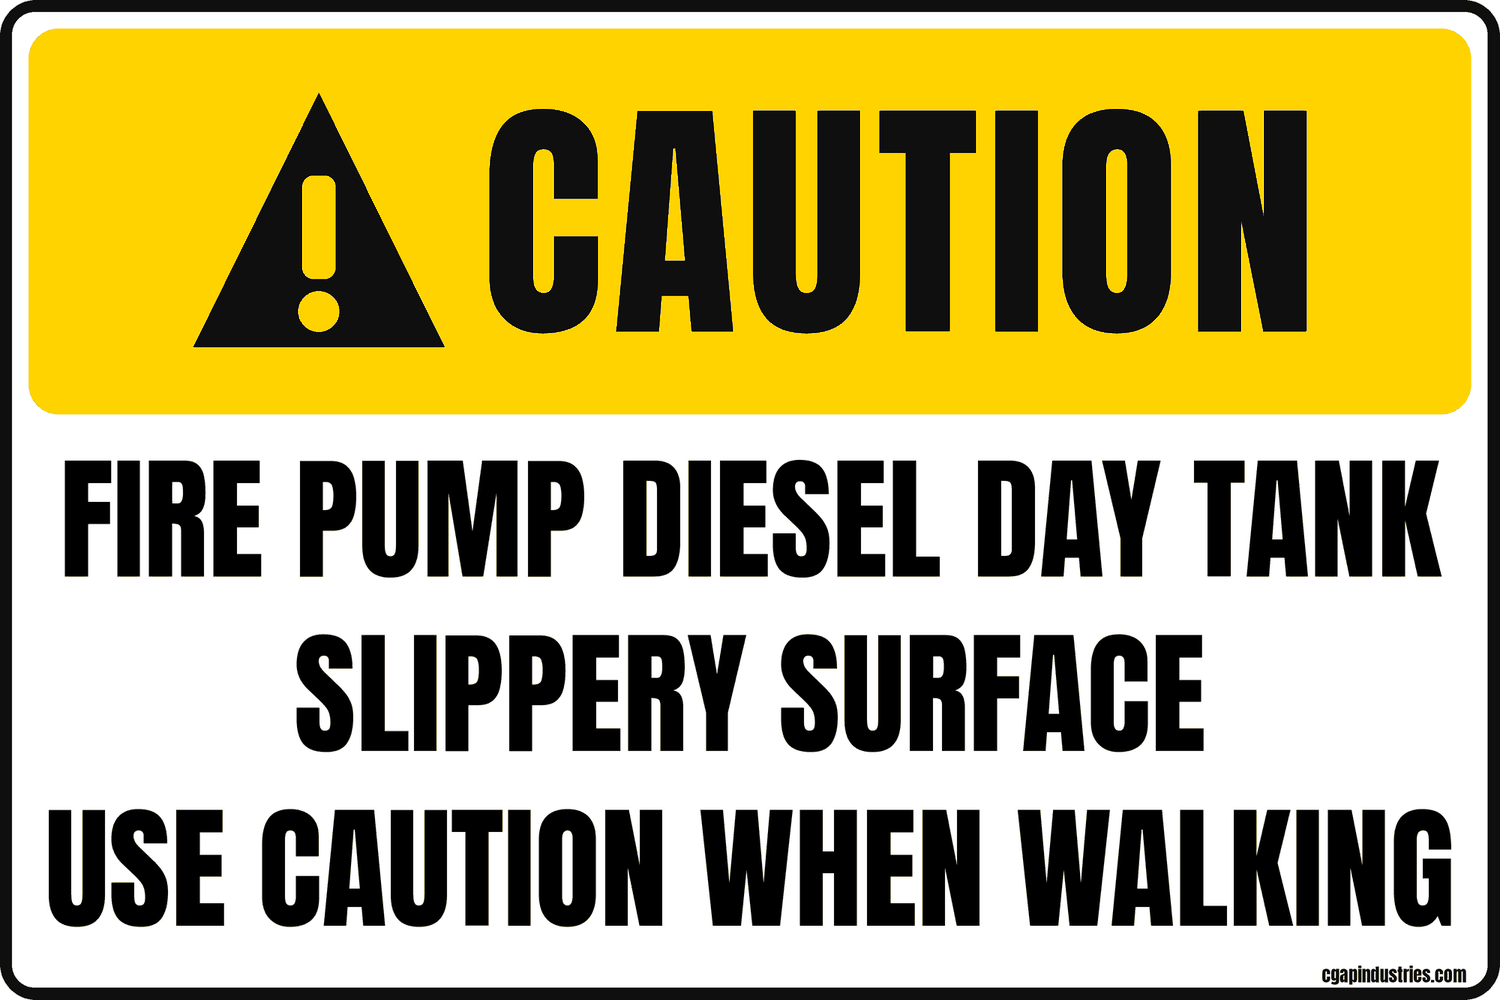 CAUTION
FIRE PUMP DIESEL DAY TANK
SLIPPERY SURFACE
USE CAUTION WHEN WALKING
cgapindustries.com